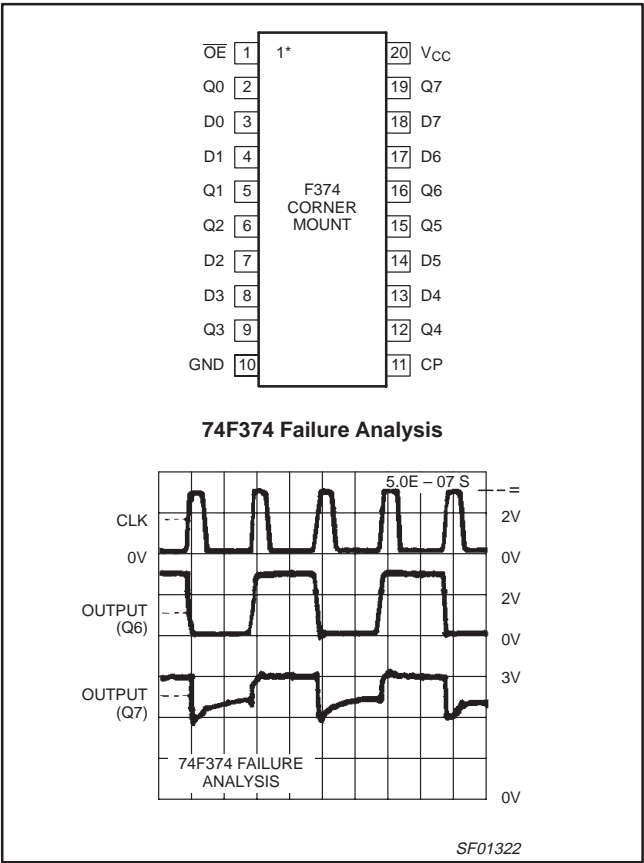 OE 1 1* 20 VCC
Q0 2 19 Q7
D0 3 18 D7
D1 4 17 D6
Q1 5 F374 16 Q6
CORNER
Q2 6 MOUNT 15 Q5
D2 7 14 D5
D3 8 13 D4
Q3 9 12 Q4
GND 10 11 CP
74F374 Failure Analysis
5.0E – 07 S
CLK 2V
0V 0V
2V
OUTPUT
(Q6) 0V
3V
OUTPUT
(Q7)
74F374 FAILURE
ANALYSIS
0V
SF01322